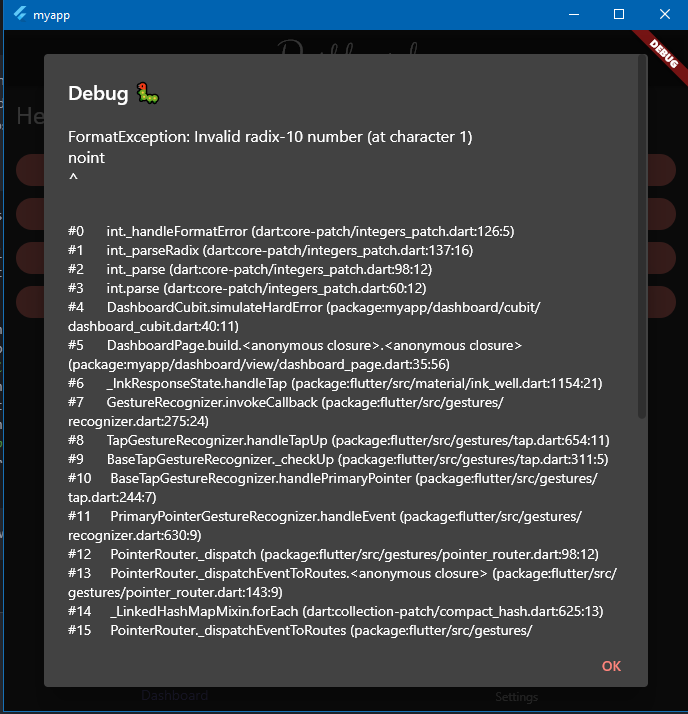 myapp
DEBUG
Dashboard
He
Debug 🐛
FormatException: Invalid radix-10 number (at character 1)
noint
^
#0 int._handleFormatError (dart:core-patch/integers_patch.dart:126:5)
#1 int._parseRadix (dart:core-patch/integers_patch.dart:137:16)
#2 int._parse (dart:core-patch/integers_patch.dart:98:12)
#3 int.parse (dart:core-patch/integers_patch.dart:60:12)
#4 DashboardCubit.simulateHardError (package:myapp/dashboard/cubit/
dashboard_cubit.dart:40:11)
#5 DashboardPage.build.<anonymous closure>.<anonymous closure>
(package:myapp/dashboard/view/dashboard_page.dart:35:56)
#6 _InkResponseState.handleTap (package:flutter/src/material/ink_well.dart:1154:21)
#7 GestureRecognizer.invokeCallback (package:flutter/src/gestures/
recognizer.dart:275:24)
#8 TapGestureRecognizer.handleTapUp (package:flutter/src/gestures/tap.dart:654:11)
#9 BaseTapGestureRecognizer._checkUp (package:flutter/src/gestures/tap.dart:311:5)
#10 BaseTapGestureRecognizer.handlePrimaryPointer (package:flutter/src/gestures/
tap.dart:244:7)
#11 PrimaryPointerGestureRecognizer.handleEvent (package:flutter/src/gestures/
recognizer.dart:630:9)
#12 PointerRouter._dispatch (package:flutter/src/gestures/pointer_router.dart:98:12)
#13 PointerRouter._dispatchEventToRoutes.<anonymous closure> (package:flutter/src/
gestures/pointer_router.dart:143:9)
#14 _LinkedHashMapMixin.forEach (dart:collection-patch/compact_hash.dart:625:13)
#15 PointerRouter._dispatchEventToRoutes (package:flutter/src/gestures/
OK
Dashboard
Settings